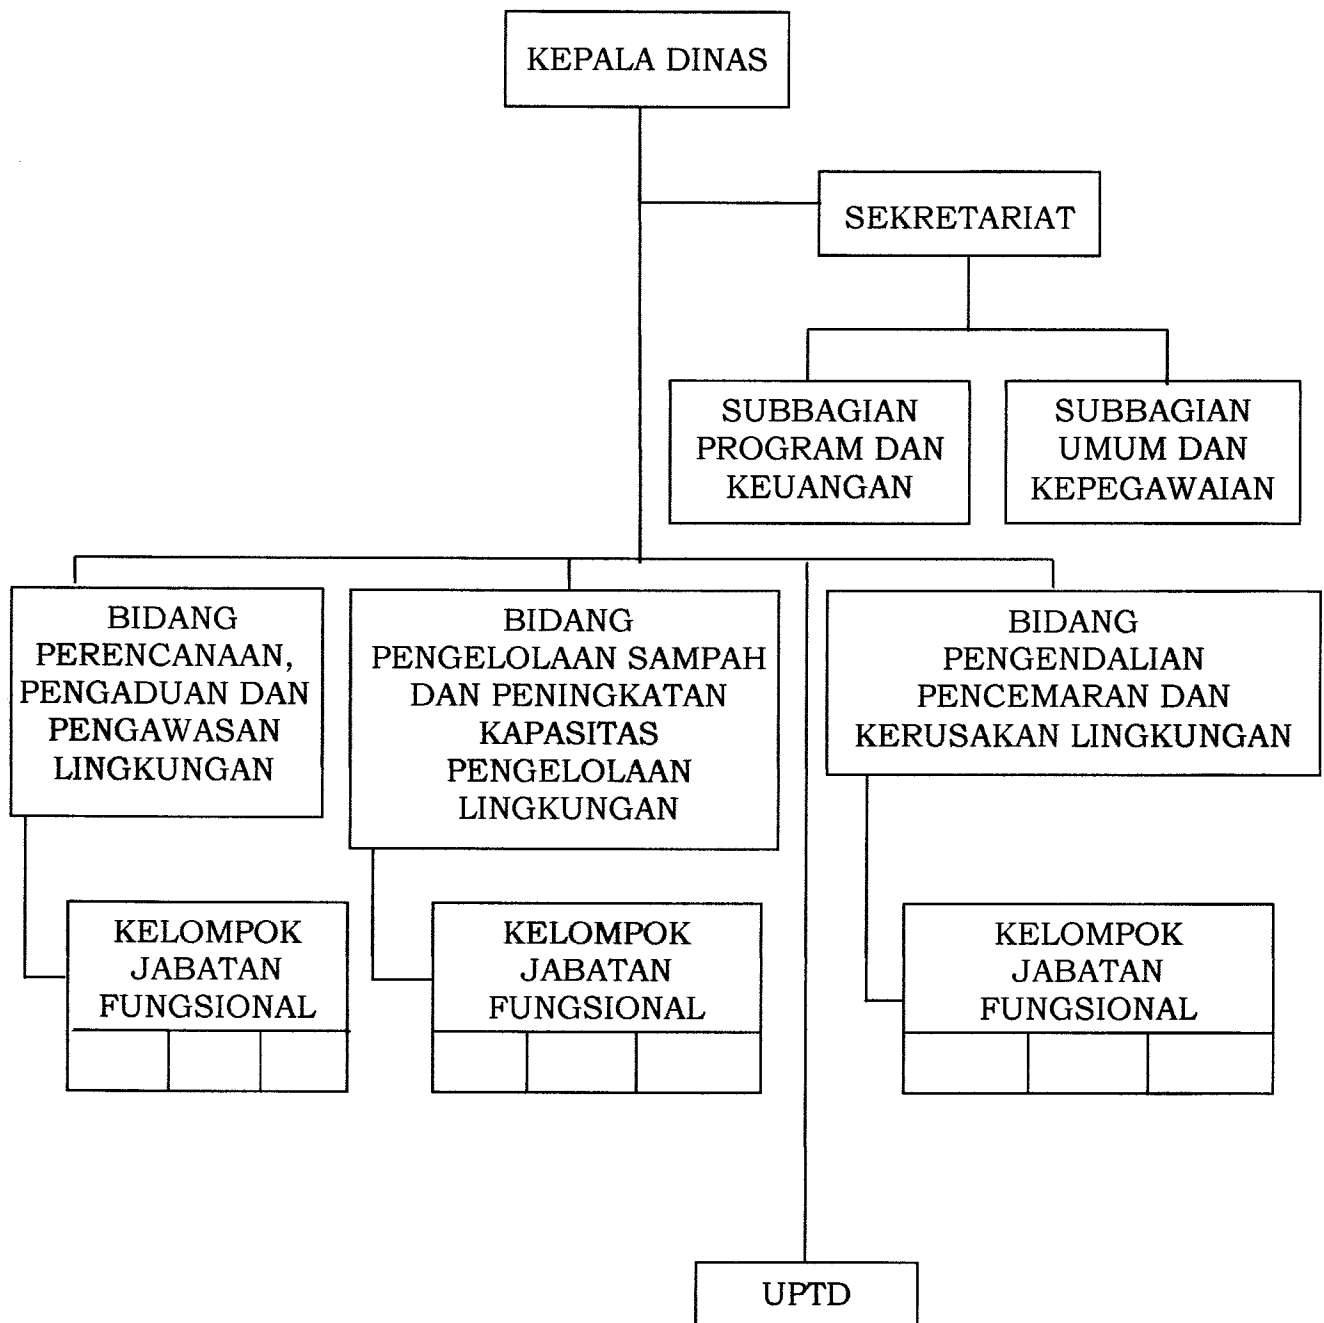 KEPALA DINAS
SEKRETARIAT
SUBBAGIAN
PROGRAM DAN
KEUANGAN
SUBBAGIAN
UMUM DAN
KEPEGAWAIAN
BIDANG
PERENCANAAN,
PENGADUAN DAN
PENGAWASAN
LINGKUNGAN
BIDANG
PENGELOLAAN SAMPAH
DAN PENINGKATAN
KAPASITAS
PENGELOLAAN
LINGKUNGAN
BIDANG
PENGENDALIAN
PENCEMARAN DAN
KERUSAKAN LINGKUNGAN
KELOMPOK
JABATAN
FUNGSIONAL
KELOMPOK
JABATAN
FUNGSIONAL
KELOMPOK
JABATAN
FUNGSIONAL
UPTD